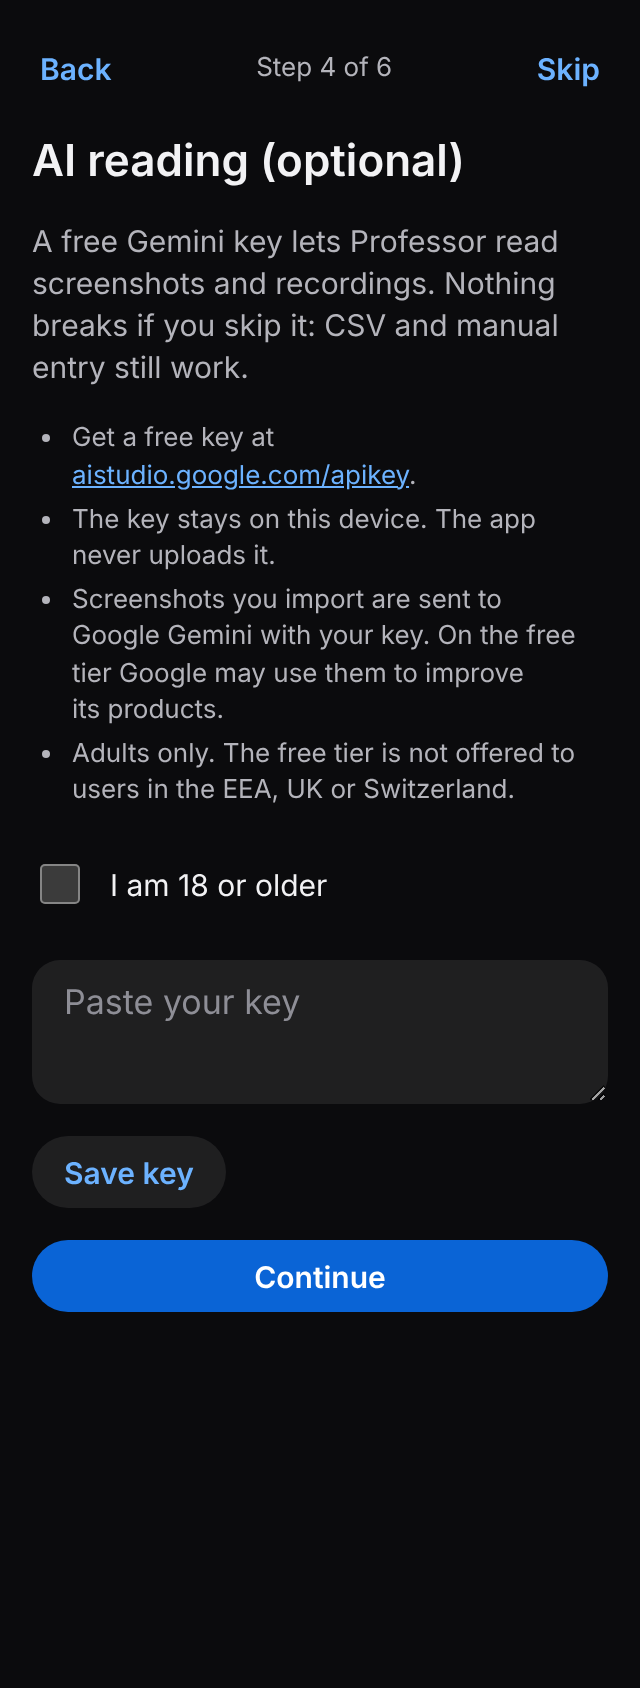 Back
Step 4 of 6
Skip
AI reading (optional)
A free Gemini key lets Professor read
screenshots and recordings. Nothing
breaks if you skip it: CSV and manual
entry still work.
• Get a free key at
aistudio.google.com/apikey.
• The key stays on this device. The app
never uploads it.
• Screenshots you import are sent to
Google Gemini with your key. On the free
tier Google may use them to improve
its products.
• Adults only. The free tier is not offered to
users in the EEA, UK or Switzerland.
I am 18 or older
Paste your key
Save key
Continue